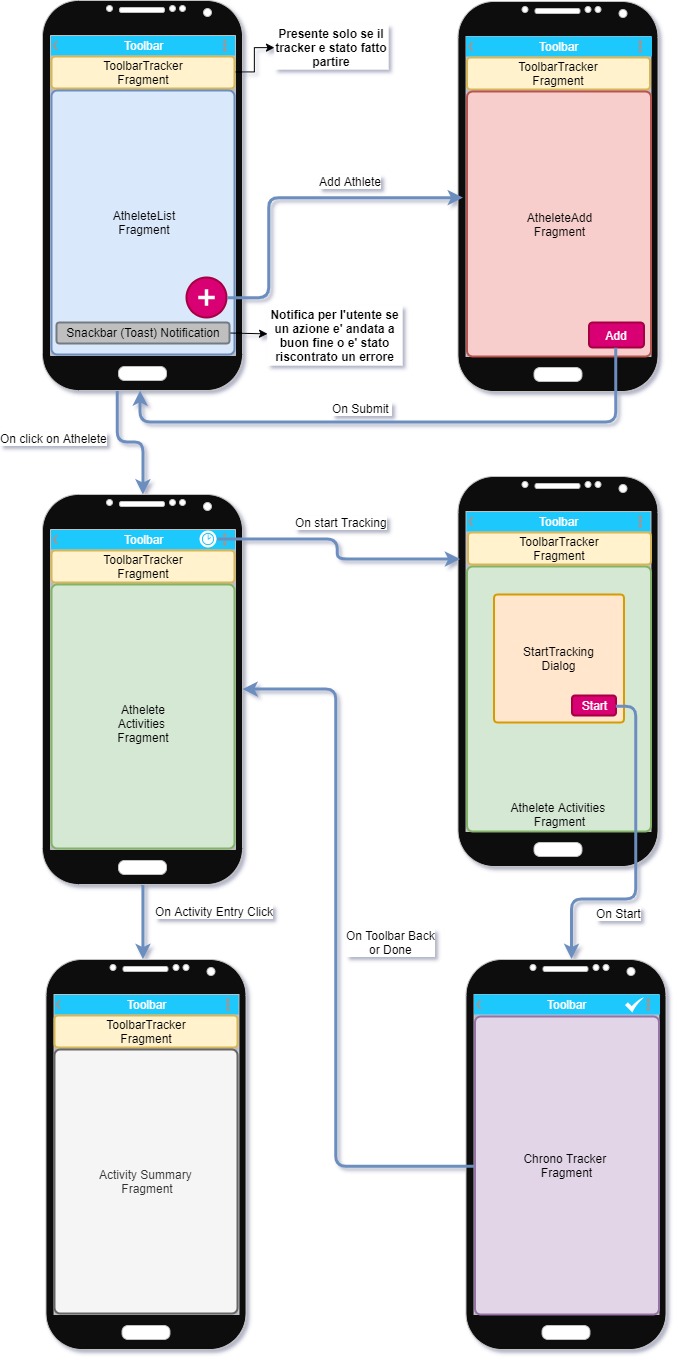 Toolbar
ToolbarTracker
Fragment
Presente solo se il
tracker e stato fatto
partire
AtheleteList
Fragment
+
Snackbar (Toast) Notification
Notifica per l'utente se
un azione e' andata a
buon fine o e' stato
riscontrato un errore
Add Athlete
Toolbar
ToolbarTracker
Fragment
AtheleteAdd
Fragment
Add
On Submit
On click on Athelete
Toolbar
ToolbarTracker
Fragment
Athelete
Activities
Fragment
On start Tracking
Toolbar
ToolbarTracker
Fragment
StartTracking
Dialog
Start
Athelete Activities
Fragment
On Activity Entry Click
On Toolbar Back
or Done
On Start
Toolbar
ToolbarTracker
Fragment
Activity Summary
Fragment
Toolbar
Chrono Tracker
Fragment